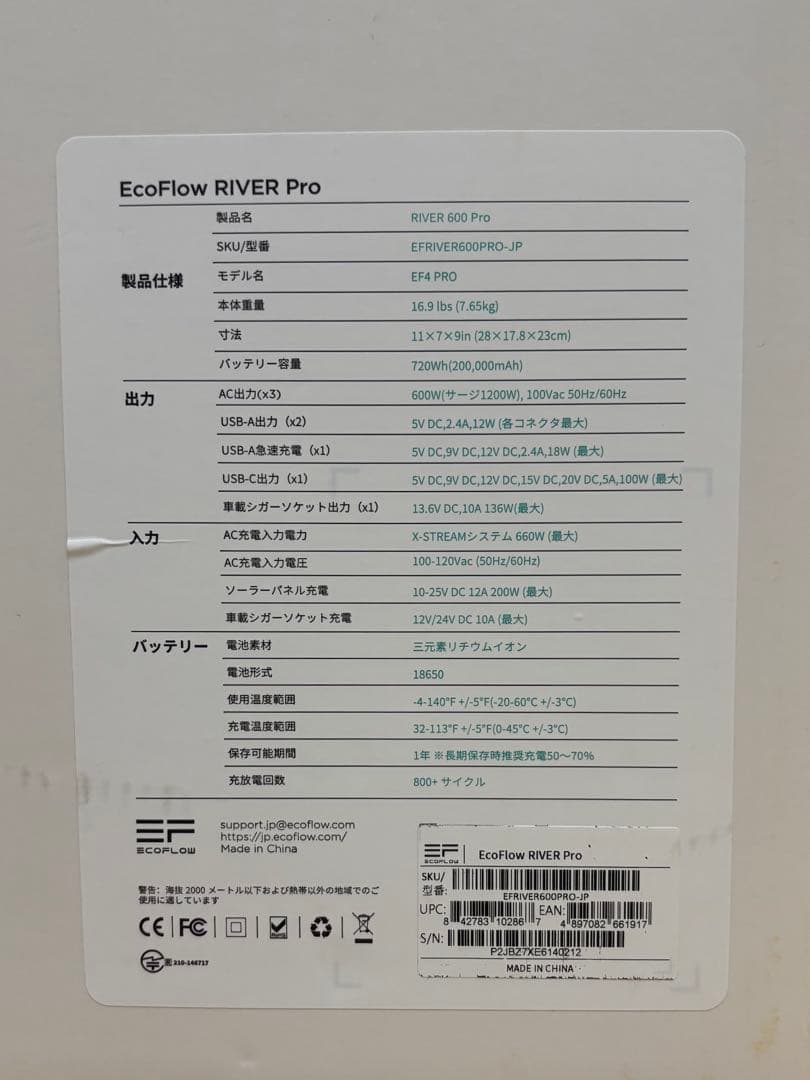 EcoFlow RIVER Pro
製品仕様
製品名 RIVER 600 Pro
SKU/型番 EFRIVER600PRO-JP
モデル名 EF4 PRO
本体重量 16.9 lbs (7.65kg)
寸法 11×7×9in (28×17.8×23cm)
バッテリー容量 720Wh(200,000mAh)
出力
AC出力(x3) 600W(サージ1200W), 100Vac 50Hz/60Hz
USB-A出力（x2） 5V DC,2.4A,12W (各コネクタ最大)
USB-A急速充電（x1） 5V DC,9V DC,12V DC,2.4A,18W (最大)
USB-C出力（x1） 5V DC,9V DC,12V DC,15V DC,20V DC,5A,100W (最大)
車載シガーソケット出力（x1） 13.6V DC,10A 136W(最大)
入力
AC充電入力電力 X-STREAMシステム 660W (最大)
AC充電入力電圧 100-120Vac (50Hz/60Hz)
ソーラーパネル充電 10-25V DC 12A 200W (最大)
車載シガーソケット充電 12V/24V DC 10A (最大)
バッテリー
電池素材 三元素リチウムイオン
電池形式 18650
使用温度範囲 -4-140°F +/-5°F(-20-60°C +/-3°C)
充電温度範囲 32-113°F +/-5°F(0-45°C +/-3°C)
保存可能期間 1年 ※長期保存時推奨充電50～70%
充放電回数 800+ サイクル
EF
ECOFLOW
support.jp@ecoflow.com
https://jp.ecoflow.com/
Made in China
警告: 海抜 2000 メートル以下および熱帯以外の地域でのご
使用に適しています
CE FC
210-146717
EF
ECOFLOW
EcoFlow RIVER Pro
SKU/
型番:
EFRIVER600PRO-JP
UPC: 8 42783 10286 7
EAN: 4 897082 661917
S/N:
P2JBZ7XE6140212
MADE IN CHINA